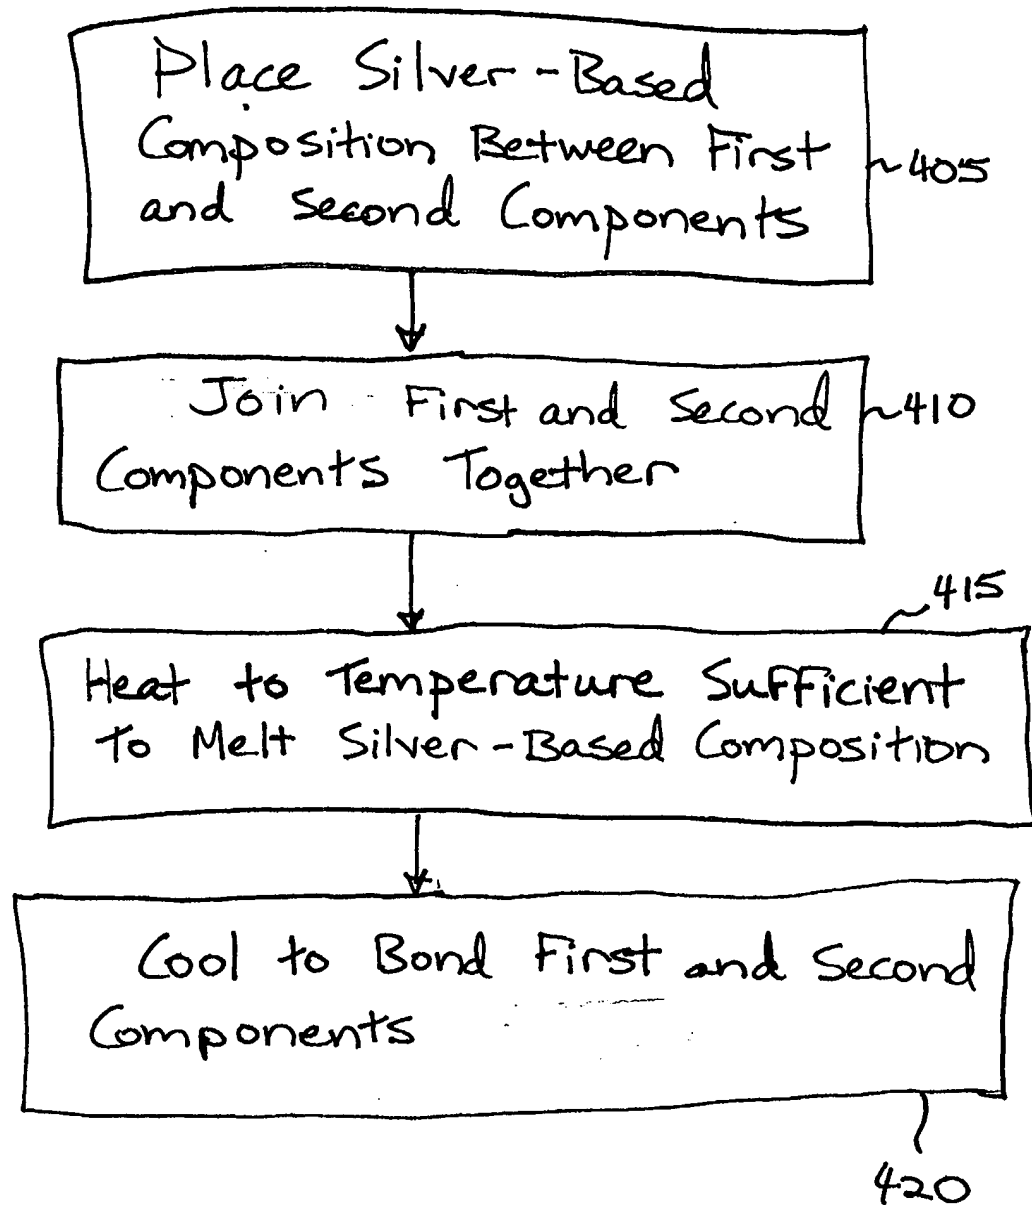 Place Silver-Based
Composition Between First
and Second Components
405
Join First and Second
Components Together
410
415
Heat to Temperature Sufficient
To Melt Silver-Based Composition
Cool to Bond First and Second
Components
420